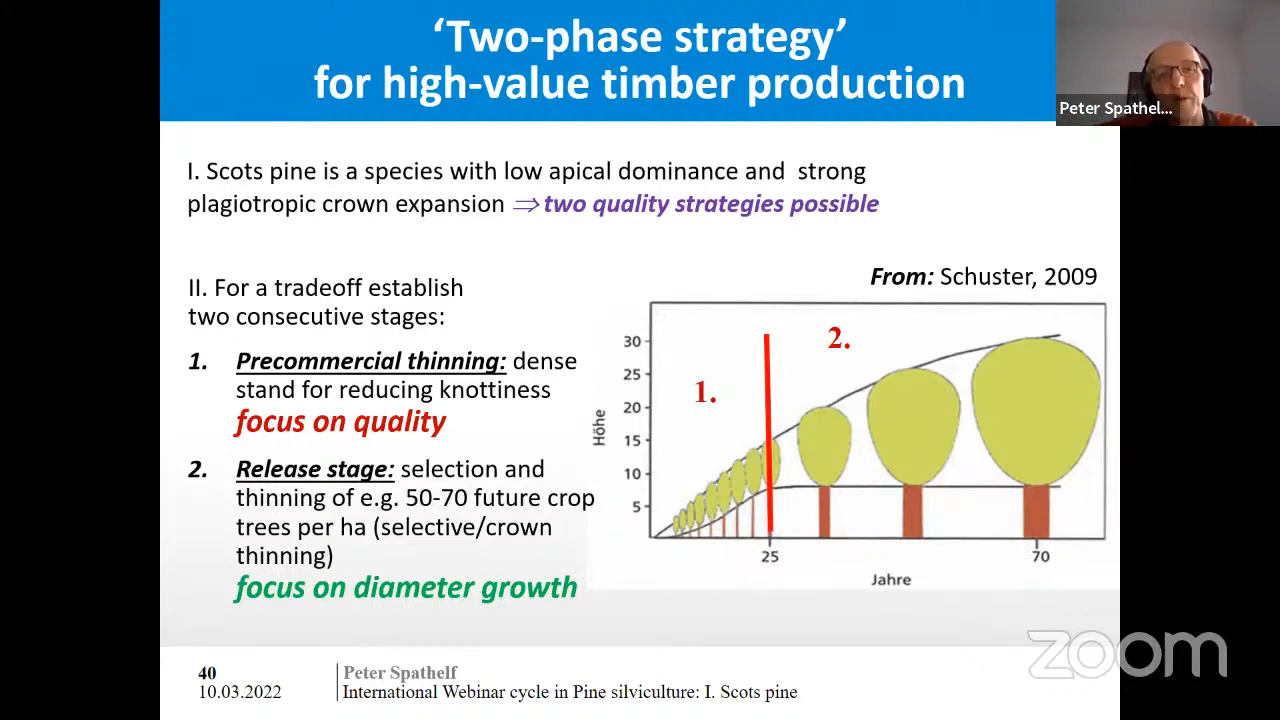 ‘Two-phase strategy’
for high-value timber production
Peter Spathel...
I. Scots pine is a species with low apical dominance and strong
plagiotropic crown expansion ⇒ two quality strategies possible
II. For a tradeoff establish
two consecutive stages:
1. Precommercial thinning: dense
stand for reducing knottiness
focus on quality
2. Release stage: selection and
thinning of e.g. 50-70 future crop
trees per ha (selective/crown
thinning)
focus on diameter growth
From: Schuster, 2009
Höhe
30
25
20
15
10
5
1.
2.
25
70
Jahre
zoom
40
10.03.2022
Peter Spathelf
International Webinar cycle in Pine silviculture: I. Scots pine